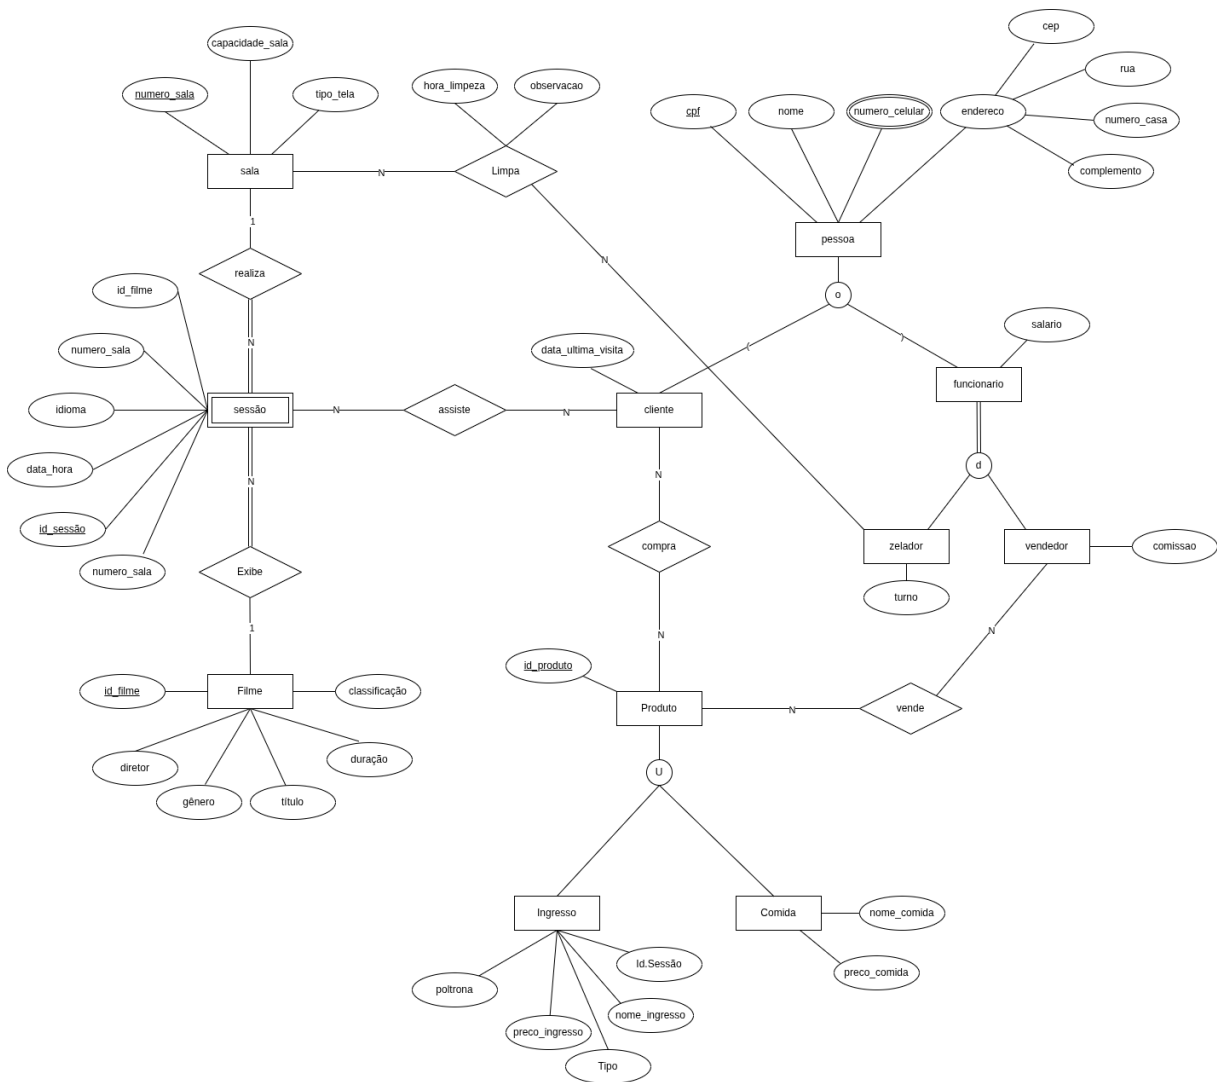 cep
capacidade_sala
rua
hora_limpeza
observacao
numero_sala
tipo_tela
cpf
nome
numero_celular
endereco
numero_casa
sala
N
Limpa
complemento
1
pessoa
N
realiza
id_filme
o
salario
N
numero_sala
data_ultima_visita
(
)
funcionario
idioma
sessão
N
assiste
N
cliente
data_hora
N
N
d
id_sessão
numero_sala
Exibe
compra
zelador
vendedor
comissao
turno
1
N
N
id_produto
id_filme
Filme
classificação
Produto
N
vende
diretor
duração
gênero
título
U
Ingresso
Comida
nome_comida
Id.Sessão
preco_comida
poltrona
nome_ingresso
preco_ingresso
Tipo